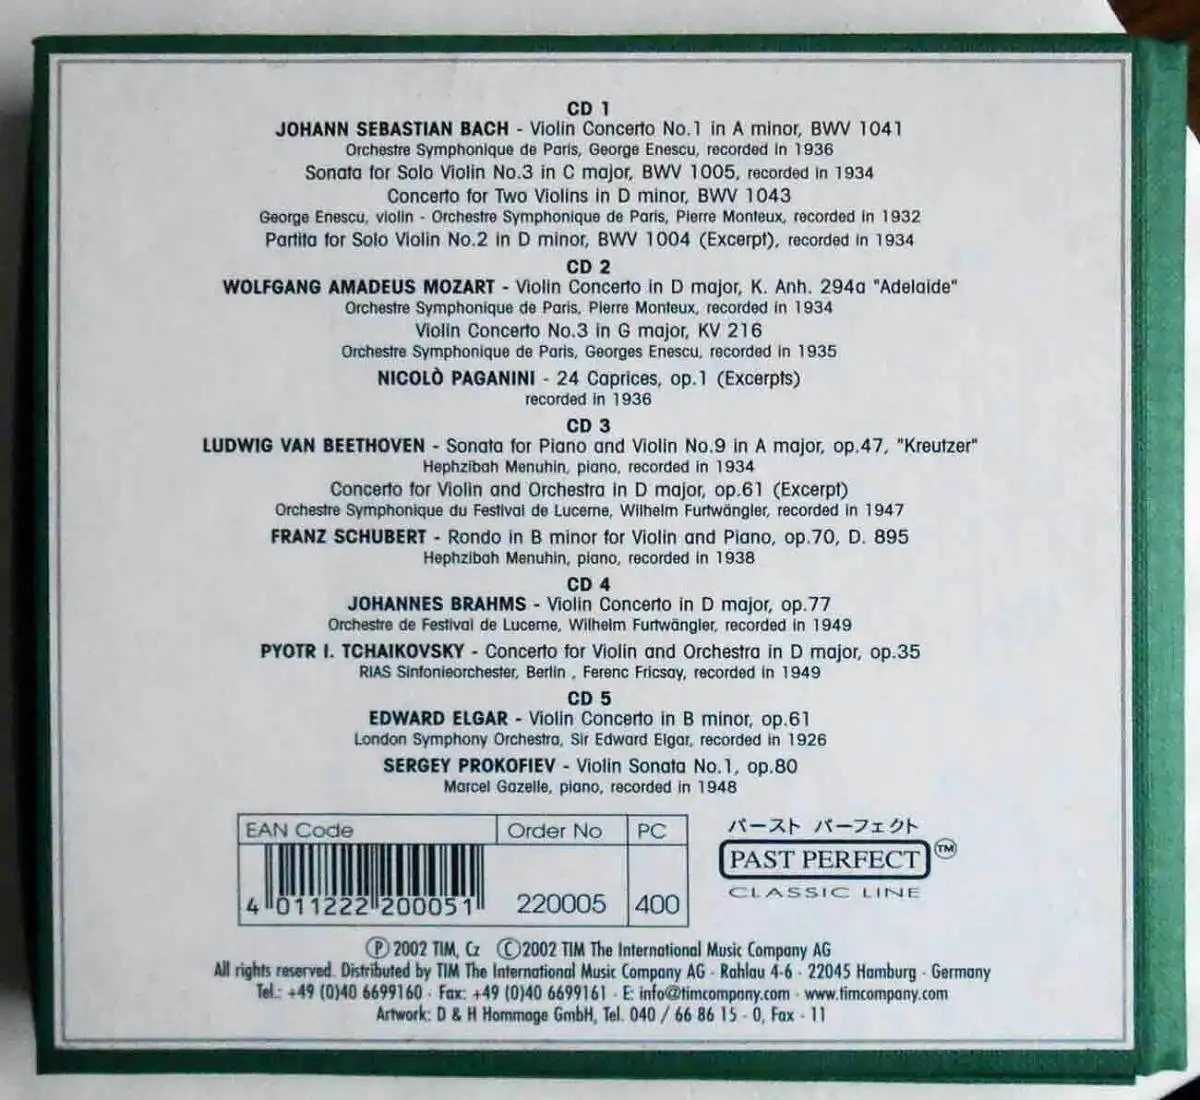 CD 1
JOHANN SEBASTIAN BACH - Violin Concerto No.1 in A minor, BWV 1041
Orchestre Symphonique de Paris, George Enescu, recorded in 1936
Sonata for Solo Violin No.3 in C major, BWV 1005, recorded in 1934
Concerto for Two Violins in D minor, BWV 1043
George Enescu, violin - Orchestre Symphonique de Paris, Pierre Monteux, recorded in 1932
Partita for Solo Violin No.2 in D minor, BWV 1004 (Excerpt), recorded in 1934
CD 2
WOLFGANG AMADEUS MOZART - Violin Concerto in D major, K. Anh. 294a "Adelaide"
Orchestre Symphonique de Paris, Pierre Monteux, recorded in 1934
Violin Concerto No.3 in G major, KV 216
Orchestre Symphonique de Paris, Georges Enescu, recorded in 1935
NICOLÒ PAGANINI - 24 Caprices, op.1 (Excerpts)
recorded in 1936
CD 3
LUDWIG VAN BEETHOVEN - Sonata for Piano and Violin No.9 in A major, op.47, "Kreutzer"
Hephzibah Menuhin, piano, recorded in 1934
Concerto for Violin and Orchestra in D major, op.61 (Excerpt)
Orchestre Symphonique du Festival de Lucerne, Wilhelm Furtwängler, recorded in 1947
FRANZ SCHUBERT - Rondo in B minor for Violin and Piano, op.70, D. 895
Hephzibah Menuhin, piano, recorded in 1938
CD 4
JOHANNES BRAHMS - Violin Concerto in D major, op.77
Orchestre de Festival de Lucerne, Wilhelm Furtwängler, recorded in 1949
PYOTR I. TCHAIKOVSKY - Concerto for Violin and Orchestra in D major, op.35
RIAS Sinfonieorchester, Berlin , Ferenc Fricsay, recorded in 1949
CD 5
EDWARD ELGAR - Violin Concerto in B minor, op.61
London Symphony Orchestra, Sir Edward Elgar, recorded in 1926
SERGEY PROKOFIEV - Violin Sonata No.1, op.80
Marcel Gazelle, piano, recorded in 1948
EAN Code Order No PC
4 011222 200051 220005 400
パースト パーフェクト
PAST PERFECT ™
CLASSIC LINE
Ⓟ 2002 TIM, Cz ©2002 TIM The International Music Company AG
All rights reserved. Distributed by TIM The International Music Company AG · Rahlau 4-6 · 22045 Hamburg · Germany
Tel.: +49 (0)40 6699160 · Fax: +49 (0)40 6699161 · E: info@timcompany.com · www.timcompany.com
Artwork: D & H Hommage GmbH, Tel. 040 / 66 86 15 - 0, Fax - 11